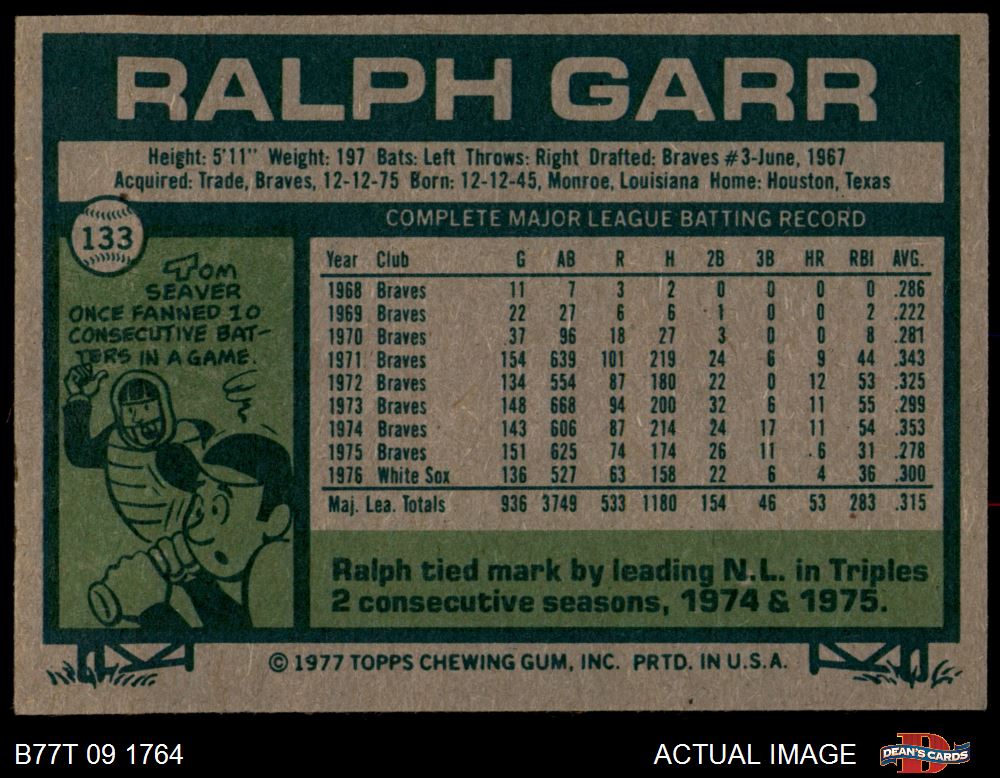 RALPH GARR
Height: 5'11" Weight: 197 Bats: Left Throws: Right Drafted: Braves #3-June, 1967
Acquired: Trade, Braves, 12-12-75 Born: 12-12-45, Monroe, Louisiana Home: Houston, Texas
133
TOM
SEAVER
ONCE FANNED 10
CONSECUTIVE BAT-
TERS IN A GAME.
COMPLETE MAJOR LEAGUE BATTING RECORD
Year Club G AB R H 2B 3B HR RBI AVG.
1968 Braves 11 7 3 2 0 0 0 0 .286
1969 Braves 22 27 6 6 1 0 0 2 .222
1970 Braves 37 96 18 27 3 0 0 8 .281
1971 Braves 154 639 101 219 24 6 9 44 .343
1972 Braves 134 554 87 180 22 0 12 53 .325
1973 Braves 148 668 94 200 32 6 11 55 .299
1974 Braves 143 606 87 214 24 17 11 54 .353
1975 Braves 151 625 74 174 26 11 6 31 .278
1976 White Sox 136 527 63 158 22 6 4 36 .300
Maj. Lea. Totals 936 3749 533 1180 154 46 53 283 .315
Ralph tied mark by leading N.L. in Triples
2 consecutive seasons, 1974 & 1975.
© 1977 TOPPS CHEWING GUM, INC. PRTD. IN U.S.A.
B77T 09 1764 ACTUAL IMAGE DEAN'S CARDS